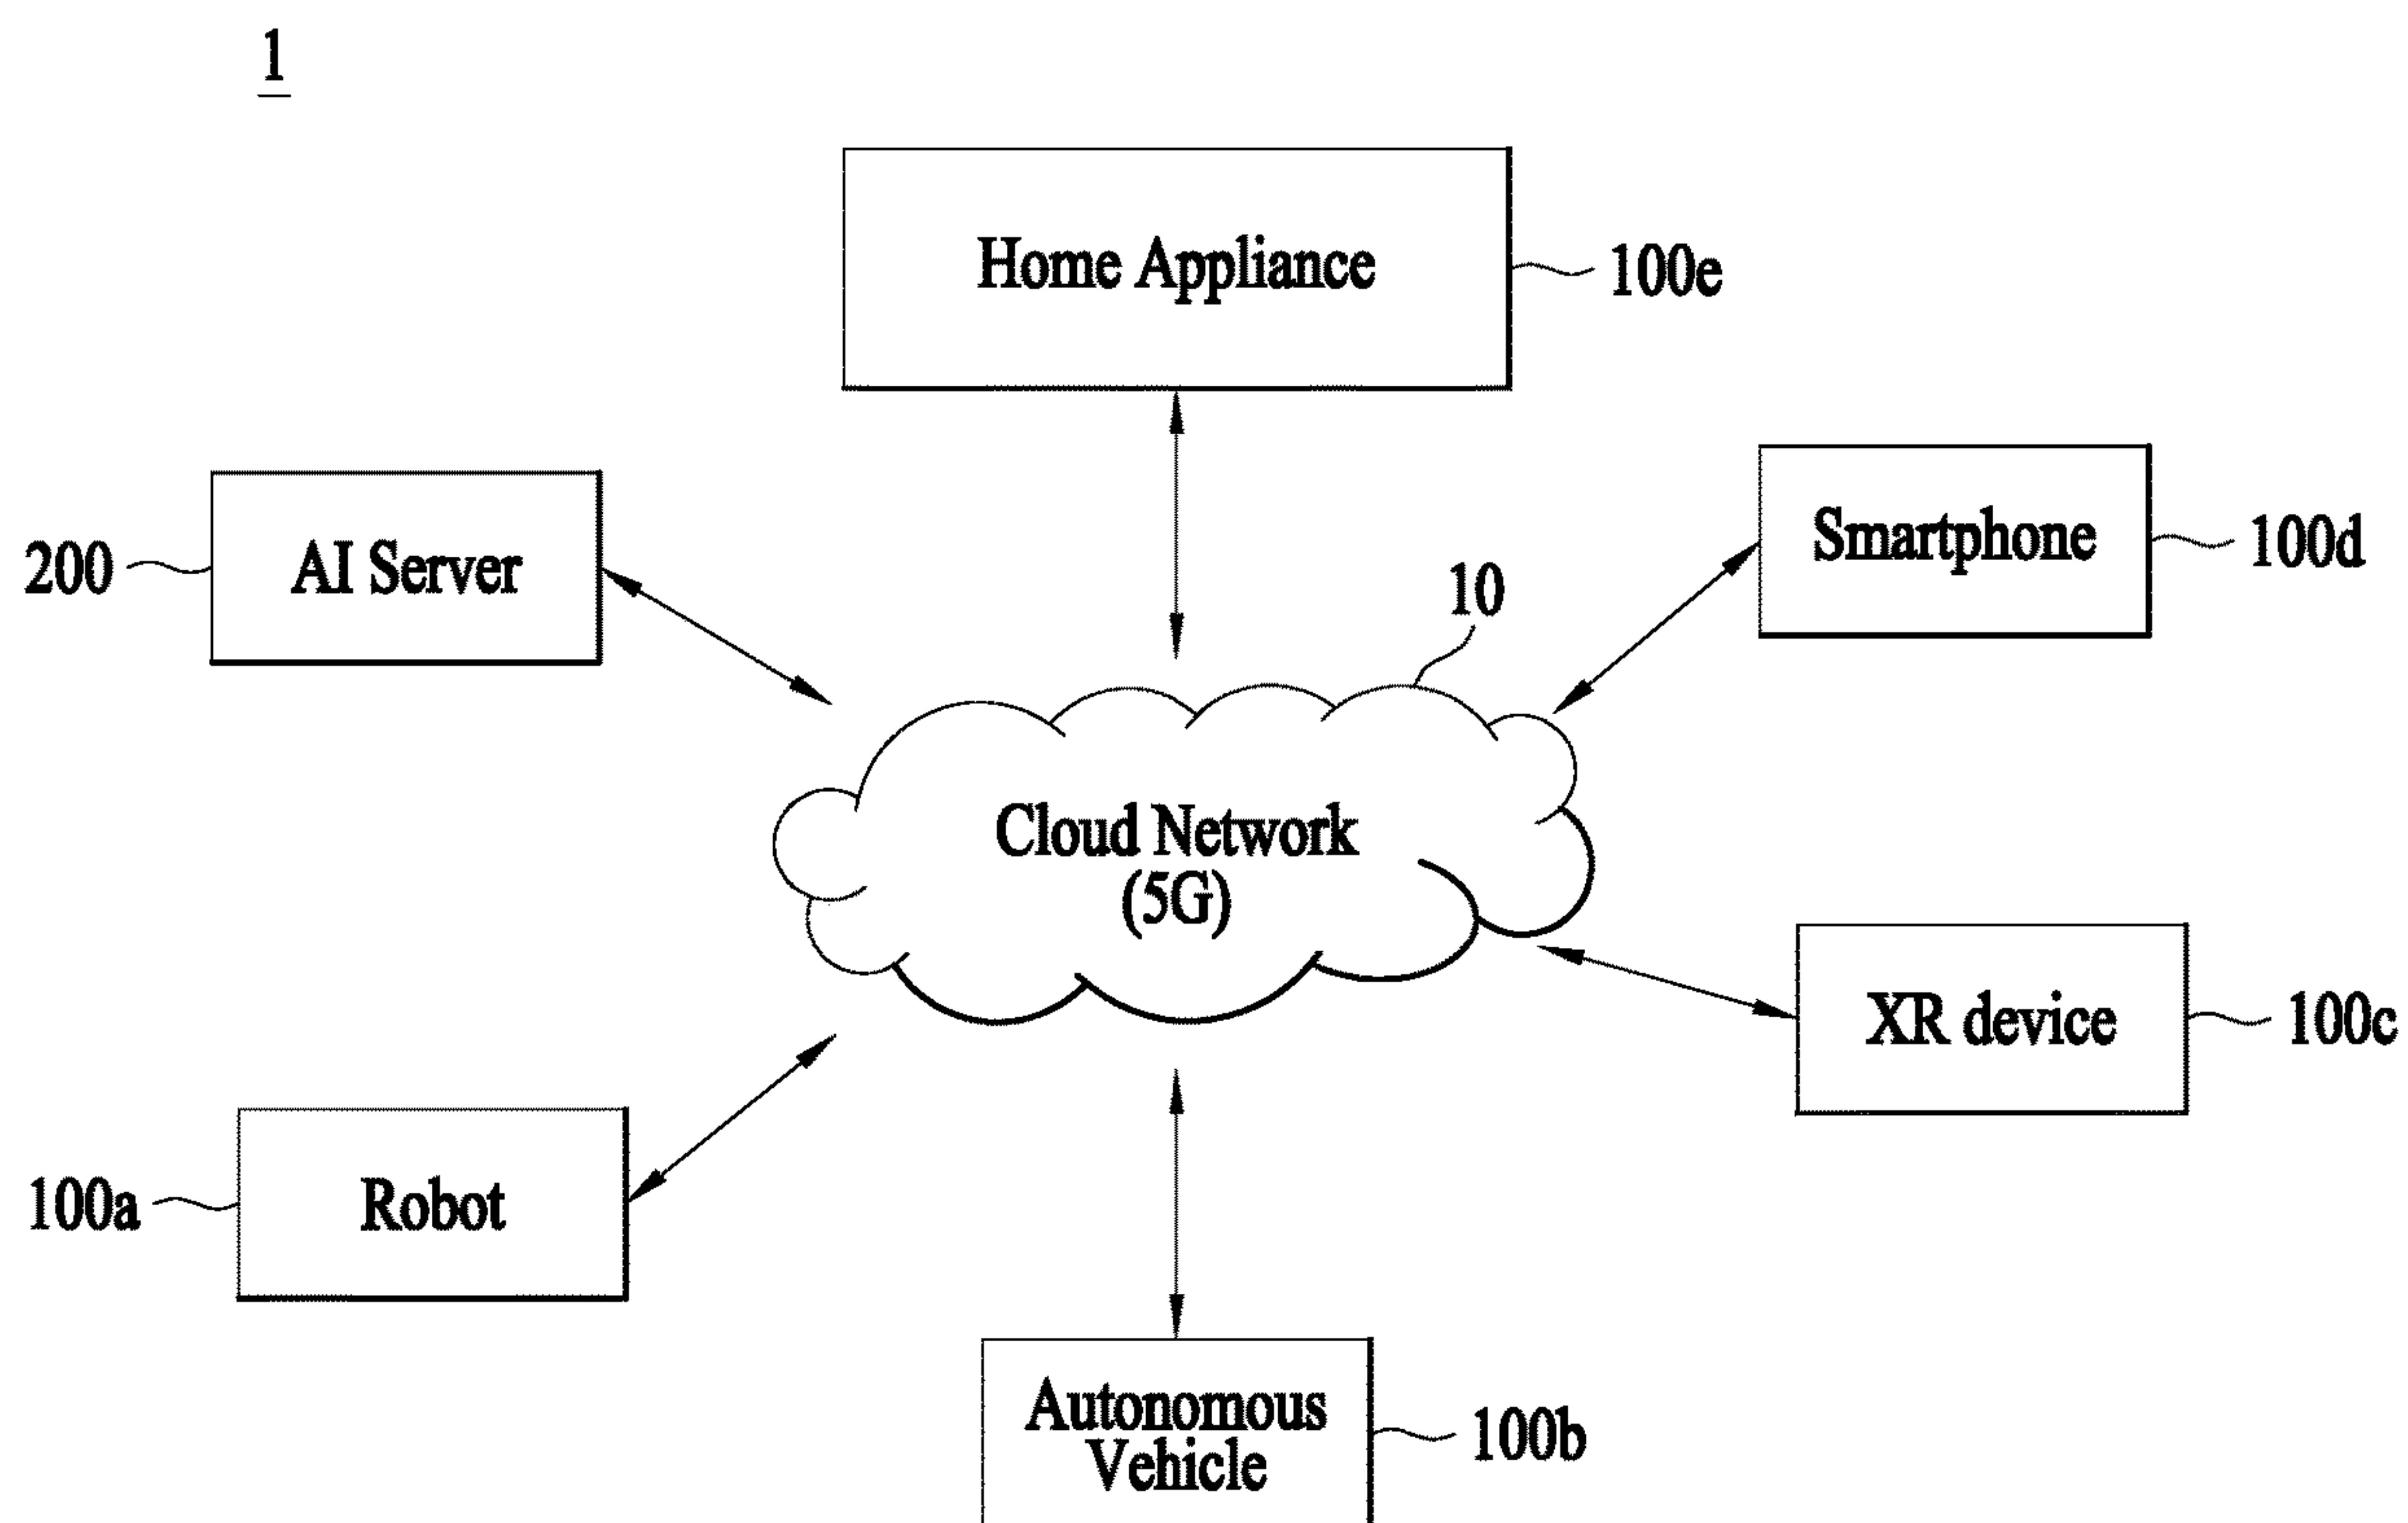 1
Home Appliance
100e
200
AI Server
Smartphone
100d
10
Cloud Network
(5G)
XR device
100c
100a
Robot
Autonomous
Vehicle
100b